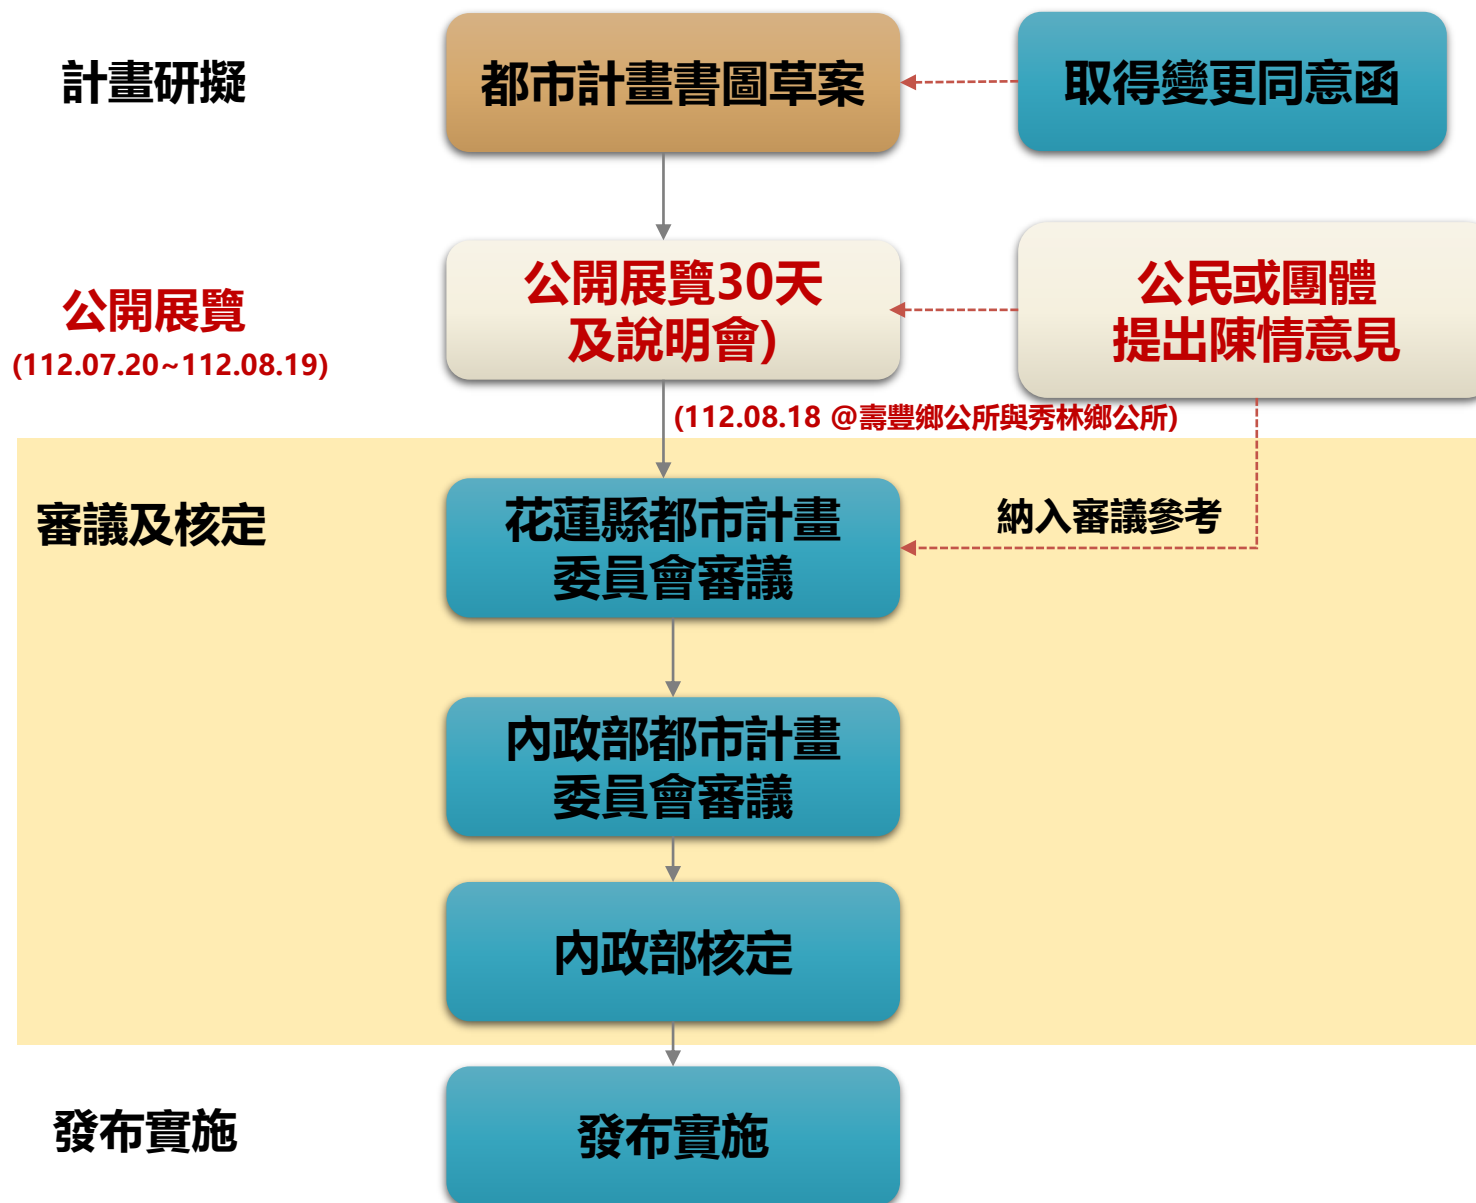 計畫研擬
都市計畫書圖草案
取得變更同意函
公開展覽
(112.07.20~112.08.19)
公開展覽30天
及說明會)
公民或團體
提出陳情意見
(112.08.18 @壽豐鄉公所與秀林鄉公所)
審議及核定
花蓮縣都市計畫
委員會審議
納入審議參考
內政部都市計畫
委員會審議
內政部核定
發布實施
發布實施